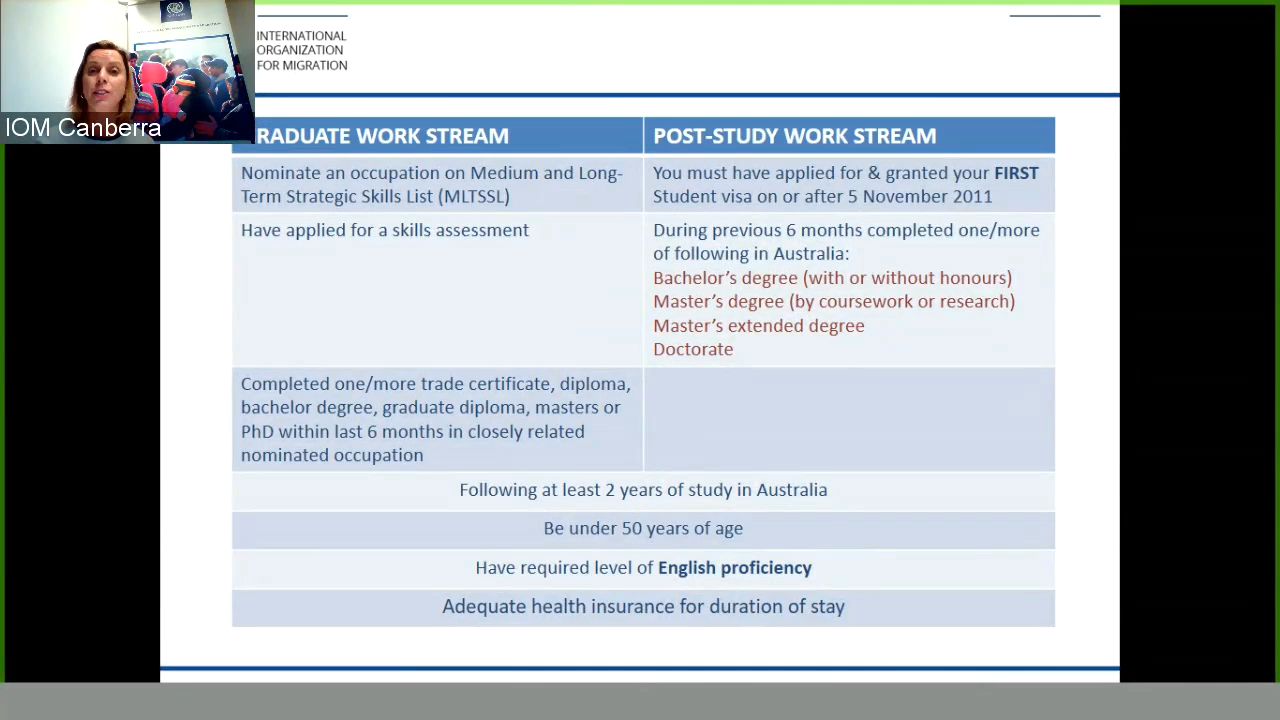 INTERNATIONAL
ORGANIZATION
FOR MIGRATION
IOM Canberra
RADUATE WORK STREAM
POST-STUDY WORK STREAM
Nominate an occupation on Medium and Long-
Term Strategic Skills List (MLTSSL)
You must have applied for & granted your FIRST
Student visa on or after 5 November 2011
Have applied for a skills assessment
During previous 6 months completed one/more
of following in Australia:
Bachelor's degree (with or without honours)
Master's degree (by coursework or research)
Master's extended degree
Doctorate
Completed one/more trade certificate, diploma,
bachelor degree, graduate diploma, masters or
PhD within last 6 months in closely related
nominated occupation
Following at least 2 years of study in Australia
Be under 50 years of age
Have required level of English proficiency
Adequate health insurance for duration of stay